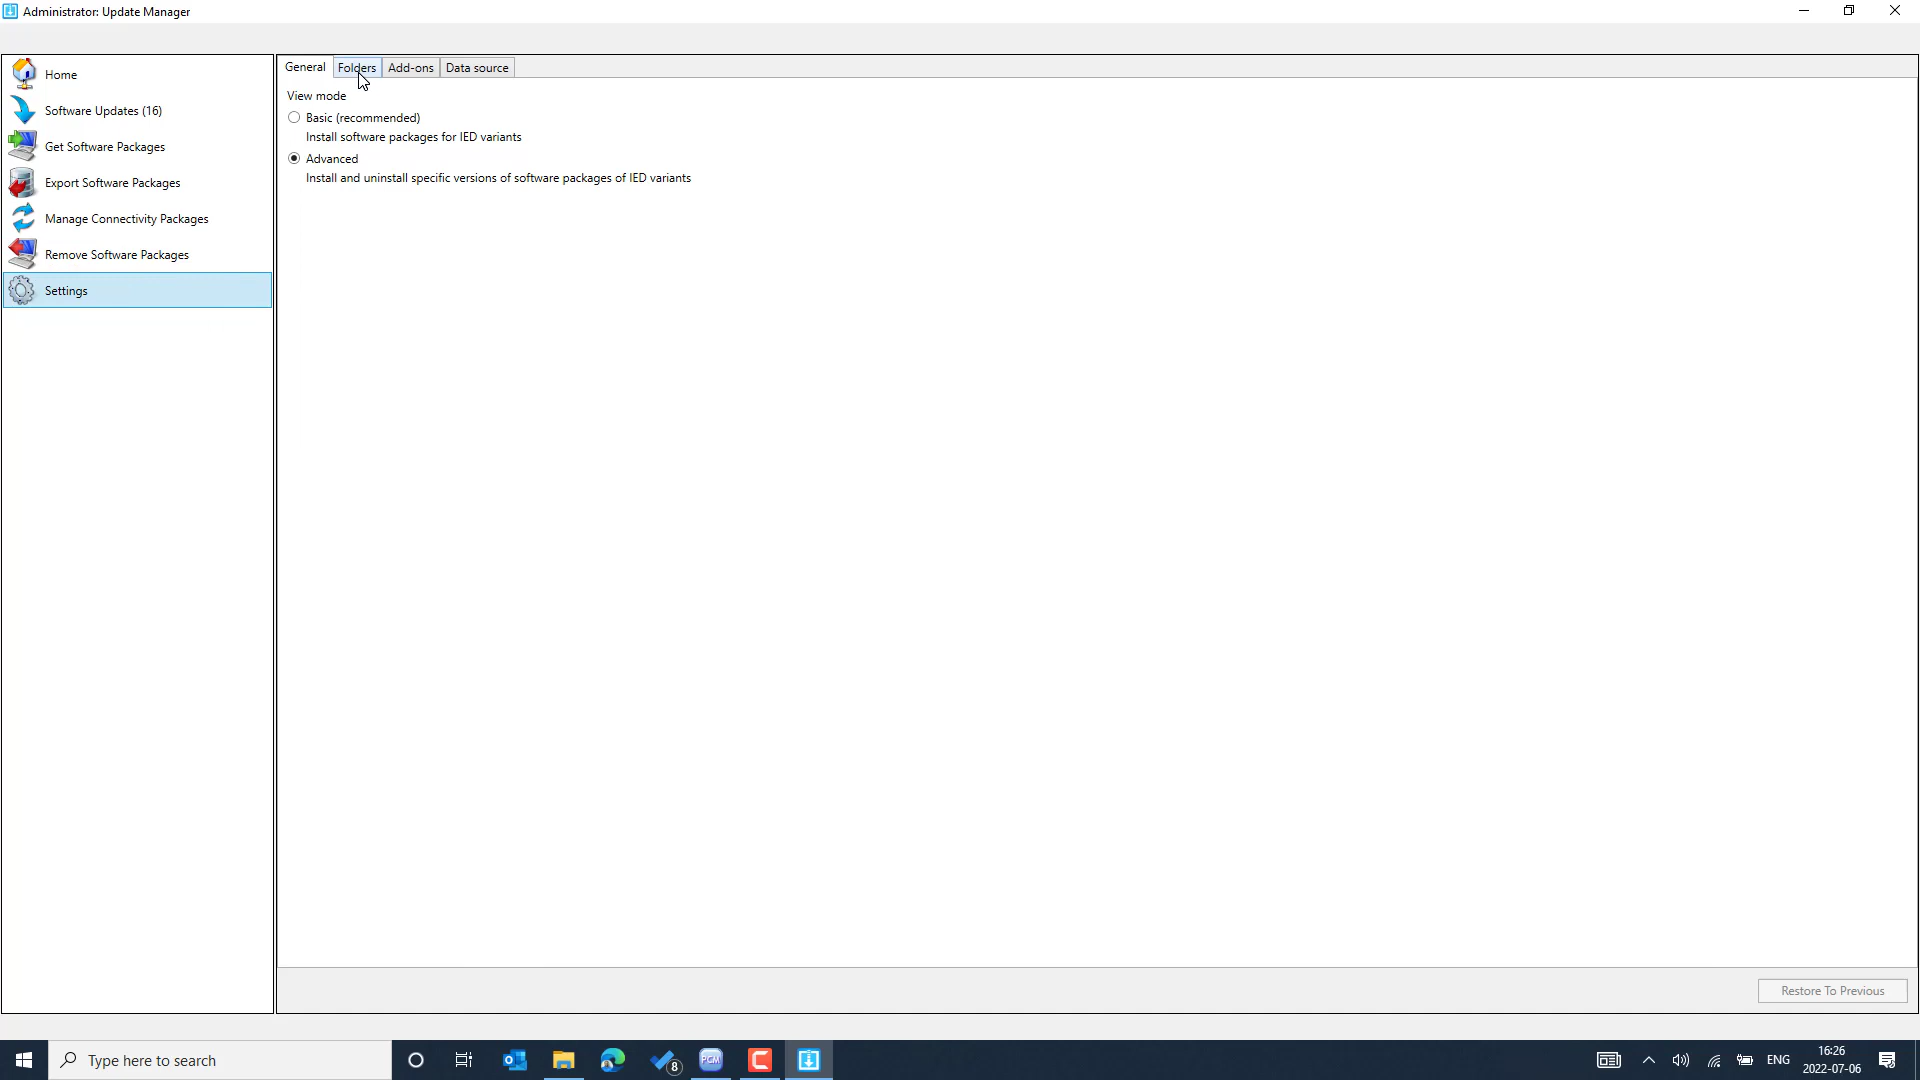 Administrator: Update Manager
Home
Software Updates (16)
Get Software Packages
Export Software Packages
Manage Connectivity Packages
Remove Software Packages
Settings
General Folders Add-ons Data source
View mode
Basic (recommended)
Install software packages for IED variants
Advanced
Install and uninstall specific versions of software packages of IED variants
Restore To Previous
Type here to search
8
PCM
ENG
16:26
2022-07-06